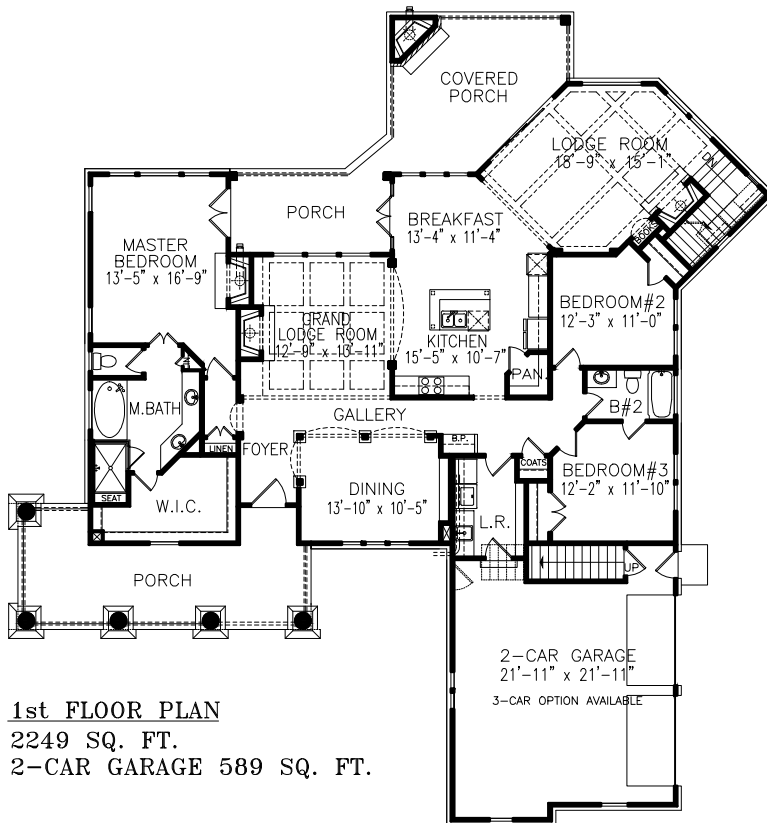 COVERED
PORCH
LODGE ROOM
18'-9" x 15'-1"
DN
BOOKS
PORCH
BREAKFAST
13'-4" x 11'-4"
MASTER
BEDROOM
13'-5" x 16'-9"
GRAND
LODGE ROOM
12'-9" x 13'-11"
KITCHEN
15'-5" x 10'-7"
PAN.
BEDROOM#2
12'-3" x 11'-0"
M.BATH
GALLERY
B#2
LINEN
FOYER
B.P.
COATS
BEDROOM#3
12'-2" x 11'-10"
SEAT
W.I.C.
DINING
13'-10" x 10'-5"
L.R.
UP
PORCH
2-CAR GARAGE
21'-11" x 21'-11"
3-CAR OPTION AVAILABLE
1st FLOOR PLAN
2249 SQ. FT.
2-CAR GARAGE 589 SQ. FT.